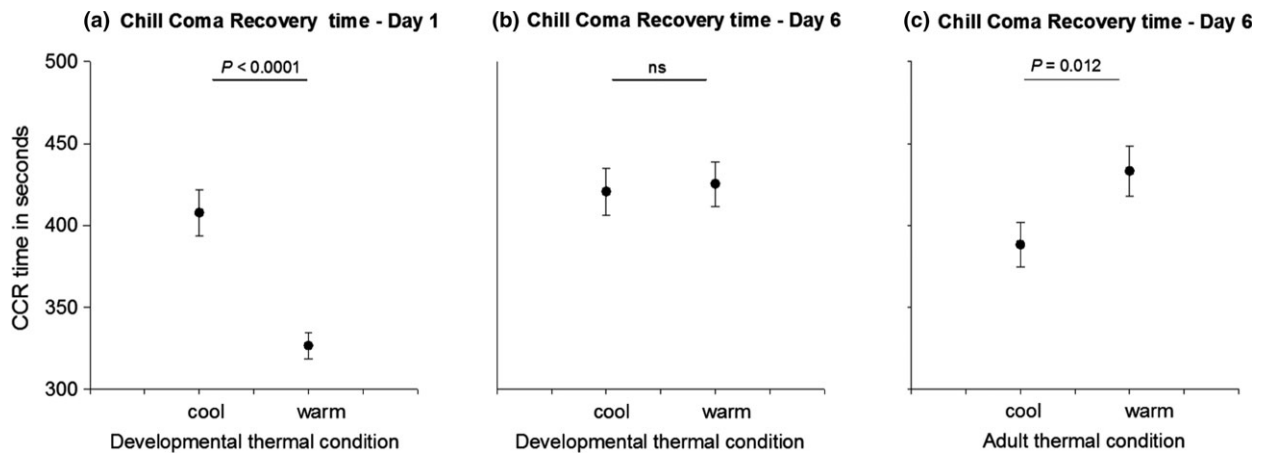 (a) Chill Coma Recovery time - Day 1
(b) Chill Coma Recovery time - Day 6
(c) Chill Coma Recovery time - Day 6
CCR time in seconds
500
450
400
350
300
P < 0.0001
cool warm
Developmental thermal condition
ns
cool warm
Developmental thermal condition
P = 0.012
cool warm
Adult thermal condition